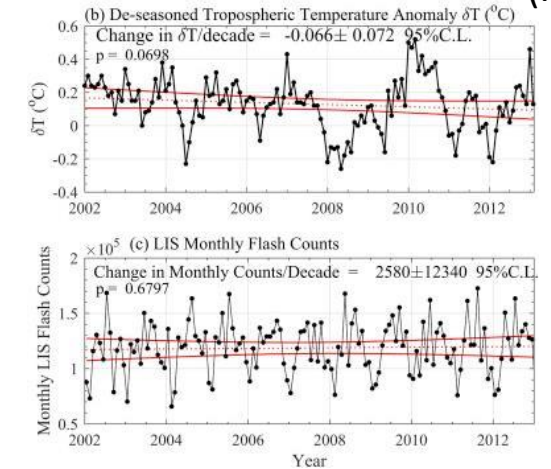 (b) De-seasoned Tropospheric Temperature Anomaly δT (°C)
Change in δT/decade = -0.066± 0.072 95%C.L.
p = 0.0698
0.6
0.4
0.2
0
-0.2
-0.4
δT (°C)
2002 2004 2006 2008 2010 2012
×10⁵ (c) LIS Monthly Flash Counts
Change in Monthly Counts/Decade = 2580±12340 95%C.L.
p = 0.6797
2
1.5
1
0.5
Monthly LIS Flash Counts
2002 2004 2006 2008 2010 2012
Year